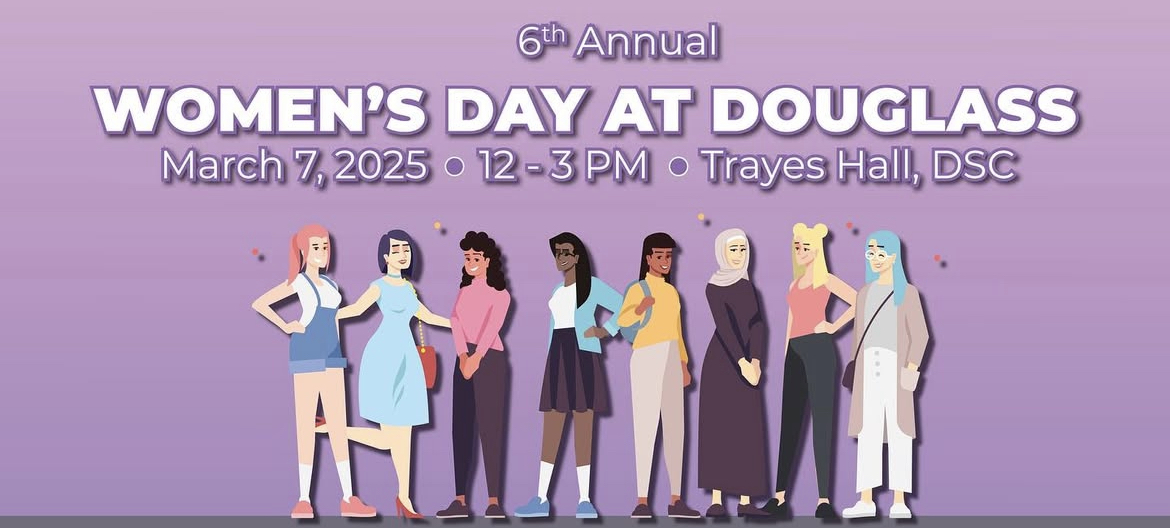 6th Annual
WOMEN'S DAY AT DOUGLASS
March 7, 2025 ○ 12 - 3 PM ○ Trayes Hall, DSC